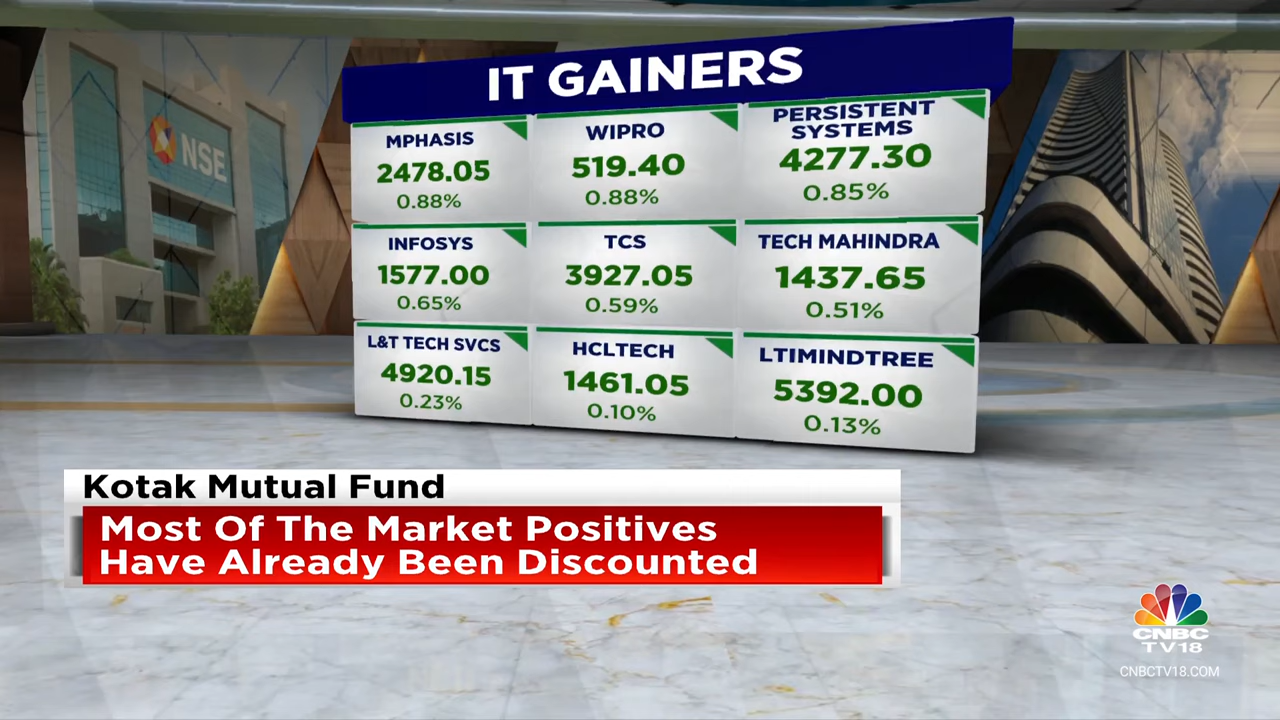 NSE
IT GAINERS
MPHASIS
2478.05
0.88%
WIPRO
519.40
0.88%
PERSISTENT
SYSTEMS
4277.30
0.85%
INFOSYS
1577.00
0.65%
TCS
3927.05
0.59%
TECH MAHINDRA
1437.65
0.51%
L&T TECH SVCS
4920.15
0.23%
HCLTECH
1461.05
0.10%
LTIMINDTREE
5392.00
0.13%
Kotak Mutual Fund
Most Of The Market Positives
Have Already Been Discounted
CNBC
TV18
CNBCTV18.COM